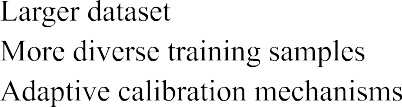 Larger dataset
More diverse training samples
Adaptive calibration mechanisms